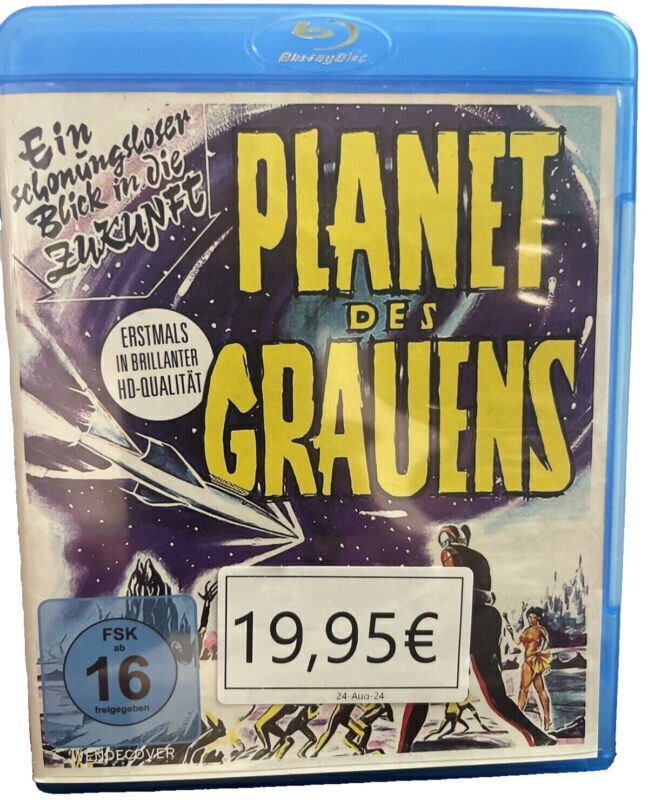 Blu-ray Disc
Ein
schonungsloser
Blick in die
ZUKUNFT
PLANET
DES
GRAUENS
ERSTMALS
IN BRILLANTER
HD-QUALITÄT
FSK
ab
16
freigegeben
19,95€
24-Aug-24
WENDECOVER